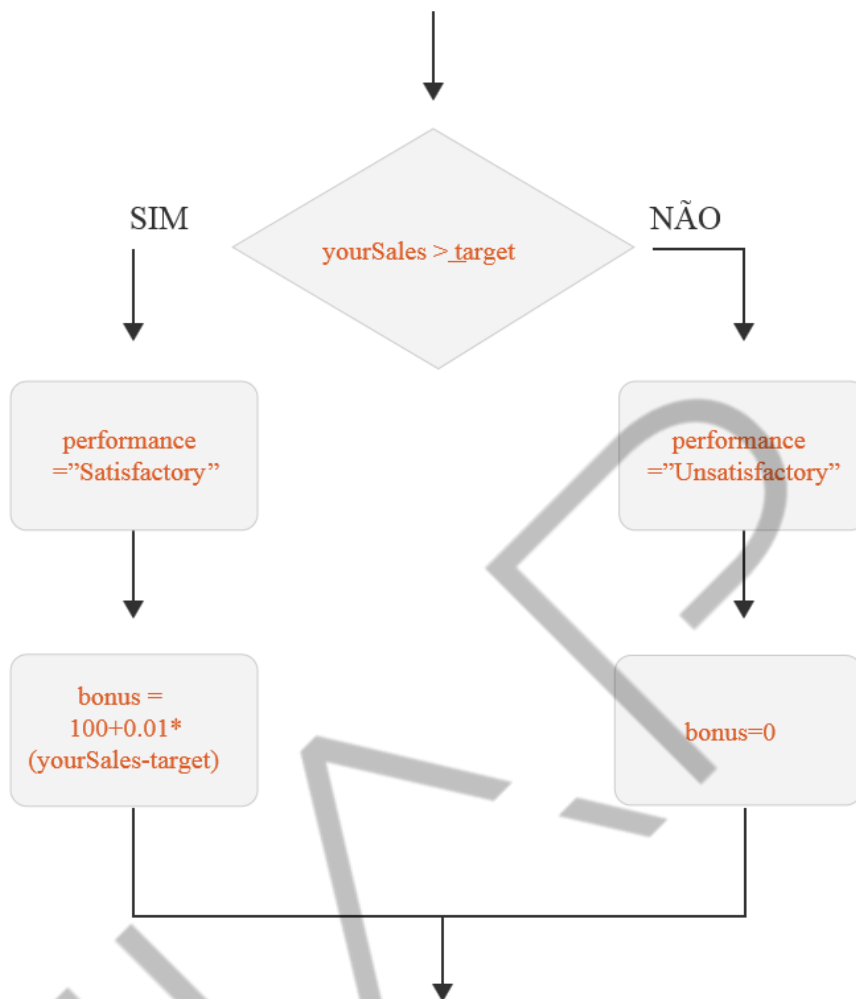 SIM
NÃO
yourSales >_target
performance
=”Satisfactory”
performance
=”Unsatisfactory”
bonus =
100+0.01*
(yourSales-target)
bonus=0